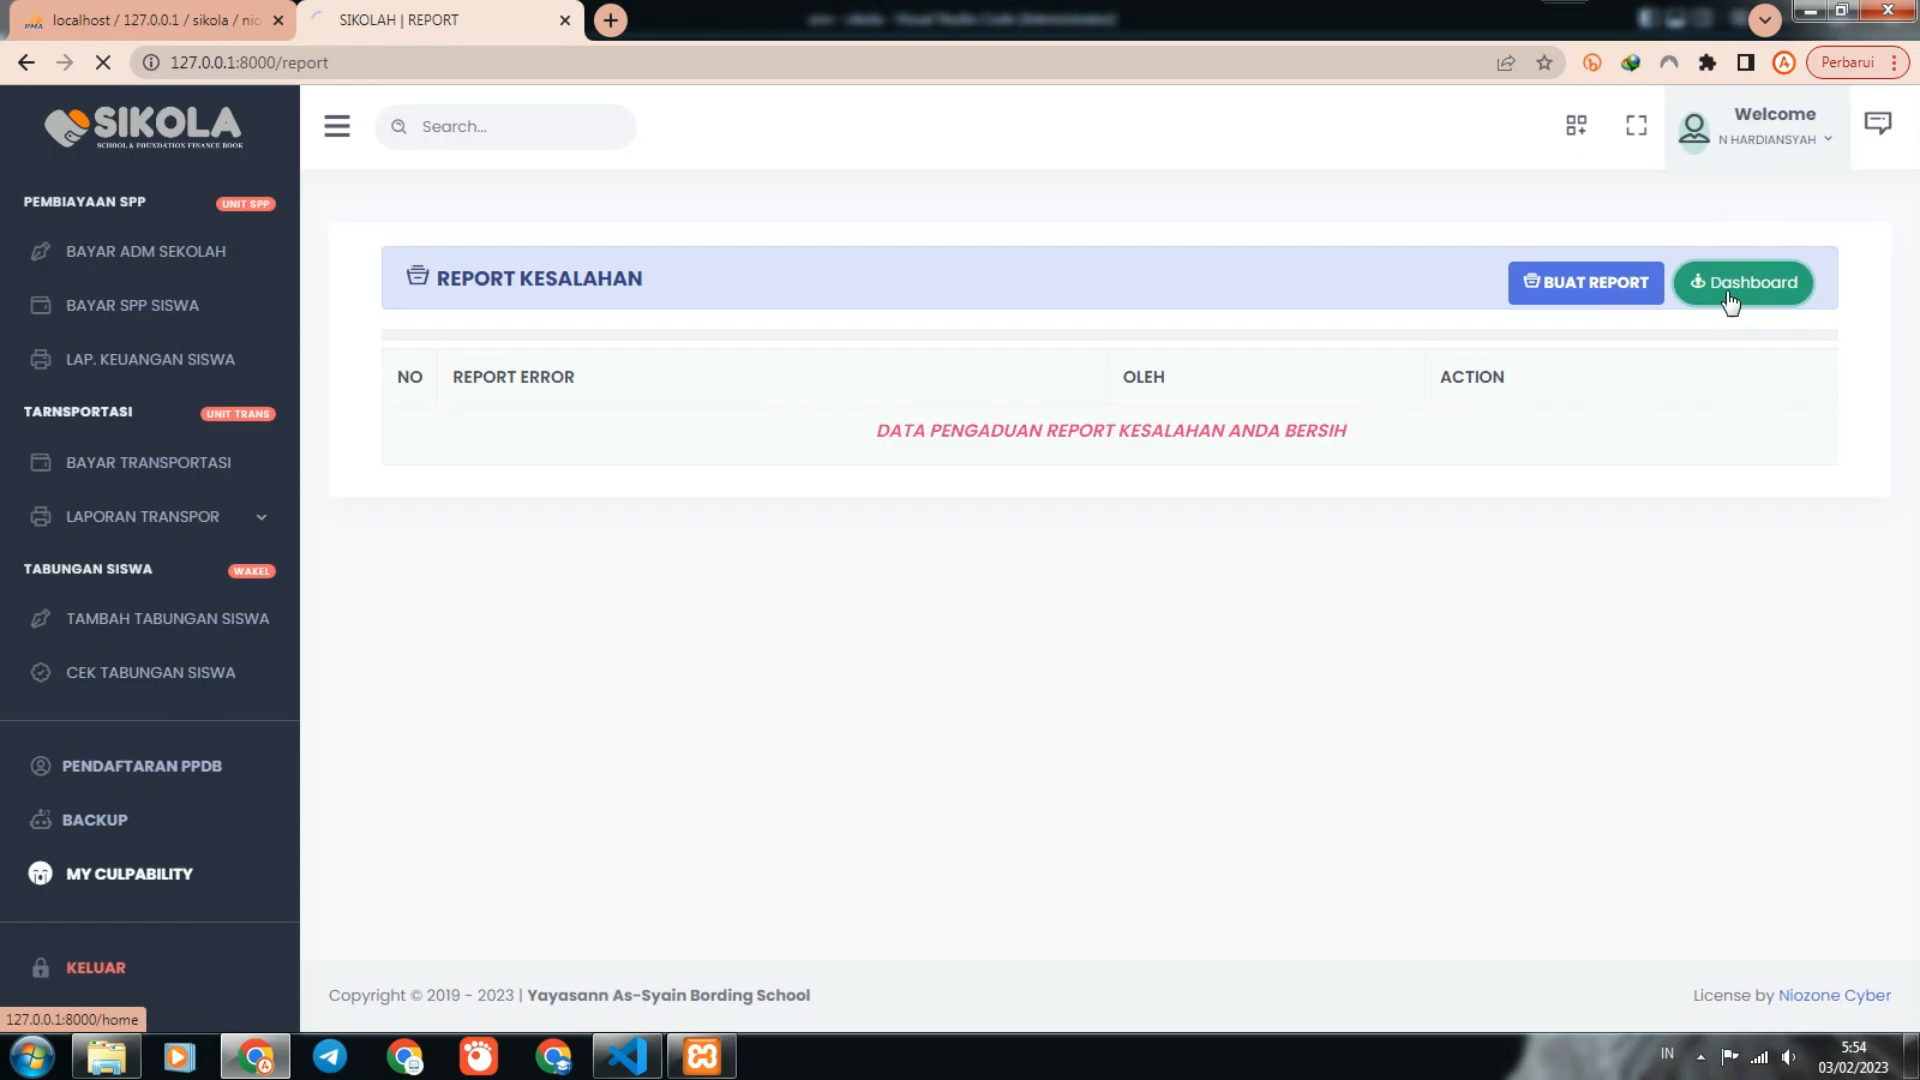 localhost / 127.0.0.1 / sikola / nio
SIKOLAH | REPORT
127.0.0.1:8000/report
Perbarui
SIKOLA
SCHOOL & FOUNDATION FINANCE BOOK
Search...
Welcome
N HARDIANSYAH
PEMBIAYAAN SPP
UNIT SPP
BAYAR ADM SEKOLAH
BAYAR SPP SISWA
LAP. KEUANGAN SISWA
TARNSPORTASI
UNIT TRANS
BAYAR TRANSPORTASI
LAPORAN TRANSPOR
TABUNGAN SISWA
WAKEL
TAMBAH TABUNGAN SISWA
CEK TABUNGAN SISWA
PENDAFTARAN PPDB
BACKUP
MY CULPABILITY
KELUAR
REPORT KESALAHAN
BUAT REPORT
Dashboard
NO REPORT ERROR OLEH ACTION
DATA PENGADUAN REPORT KESALAHAN ANDA BERSIH
Copyright © 2019 - 2023 | Yayasann As-Syain Bording School
License by Niozone Cyber
127.0.0.1:8000/home
IN
5:54
03/02/2023